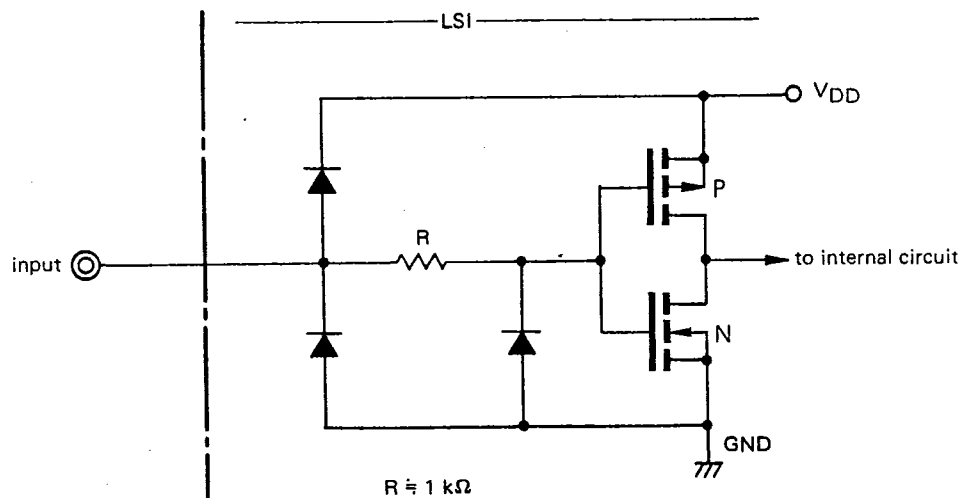 LSI
VDD
P
R
input
to internal circuit
N
GND
R ≒ 1 kΩ